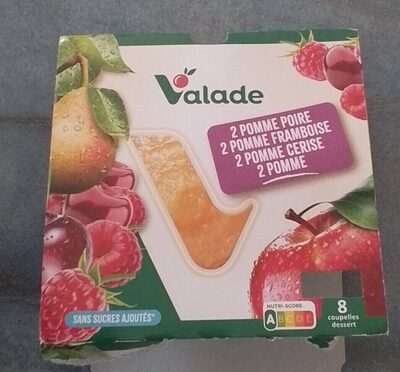 Valade
2 POMME POIRE
2 POMME FRAMBOISE
2 POMME CERISE
2 POMME
SANS SUCRES AJOUTÉS*
NUTRI-SCORE
A B C D E
8
coupelles
dessert